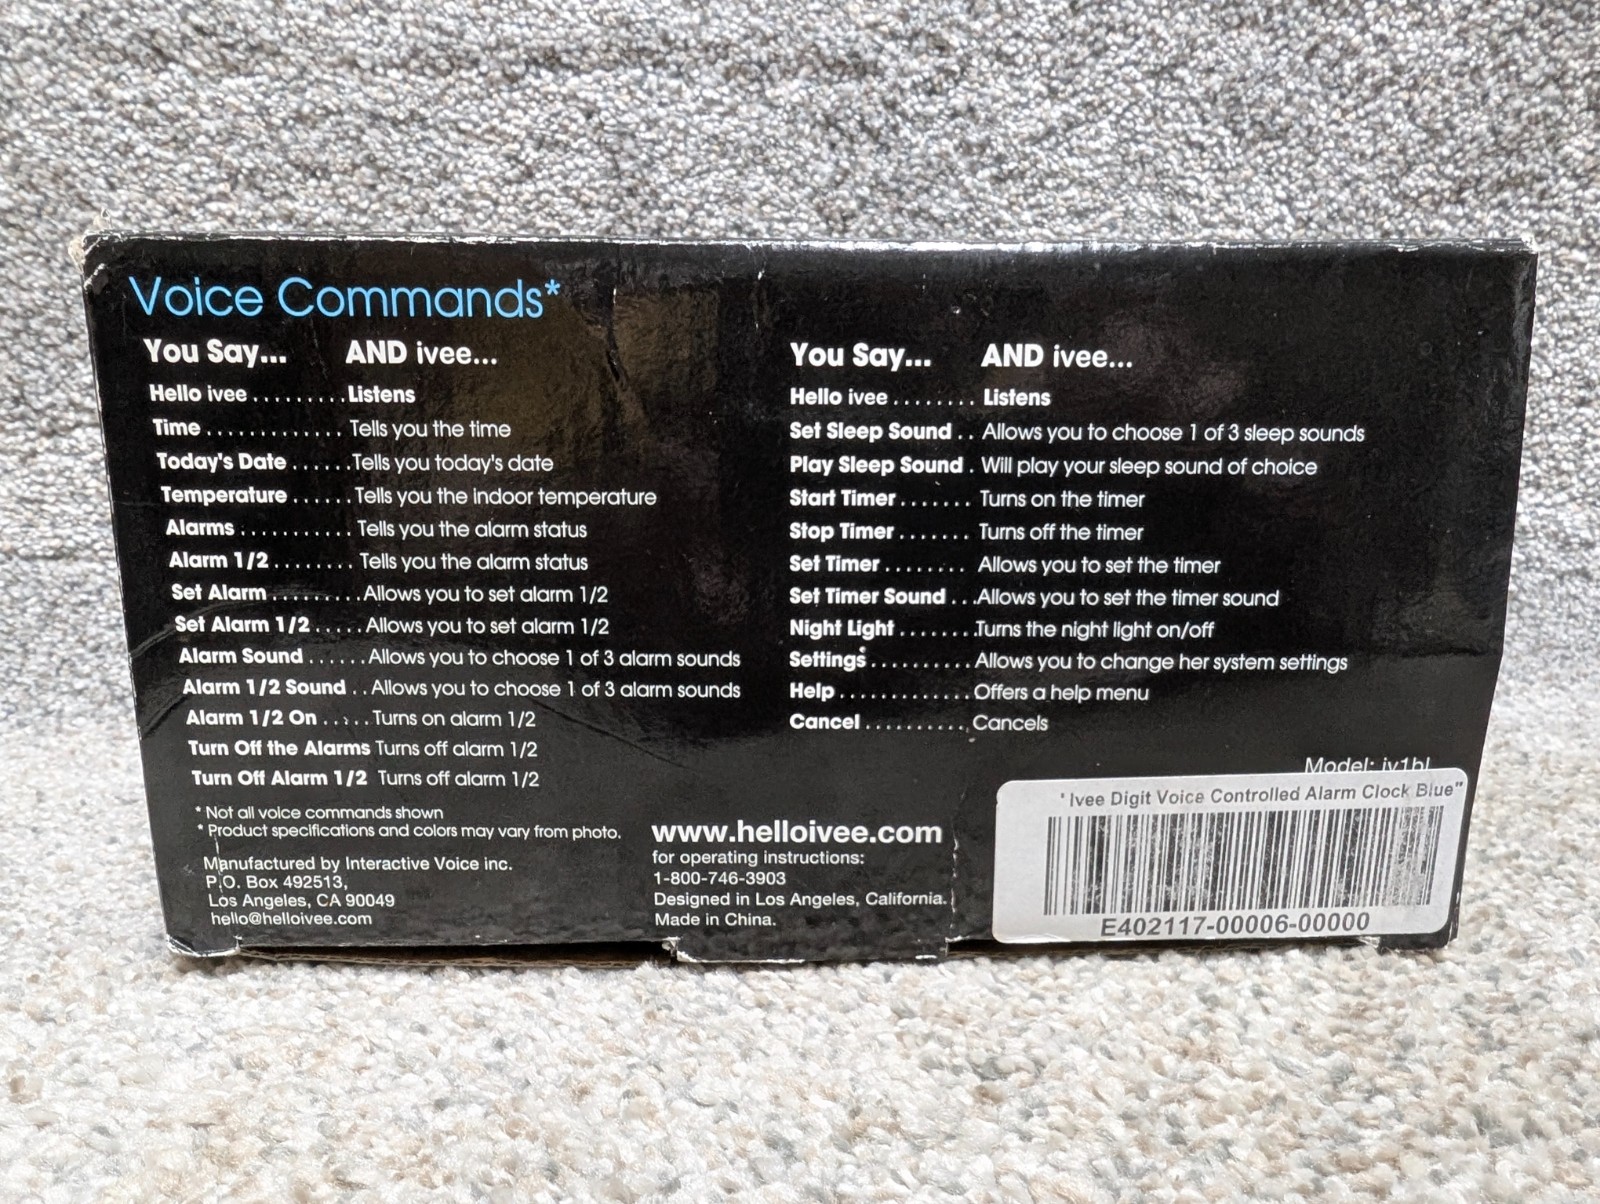 Voice Commands*
You Say... AND ivee...
Hello ivee ......... Listens
Time ............. Tells you the time
Today's Date ...... Tells you today's date
Temperature ...... Tells you the indoor temperature
Alarms ........... Tells you the alarm status
Alarm 1/2 ........ Tells you the alarm status
Set Alarm ......... Allows you to set alarm 1/2
Set Alarm 1/2 ..... Allows you to set alarm 1/2
Alarm Sound ...... Allows you to choose 1 of 3 alarm sounds
Alarm 1/2 Sound .. Allows you to choose 1 of 3 alarm sounds
Alarm 1/2 On ..... Turns on alarm 1/2
Turn Off the Alarms Turns off alarm 1/2
Turn Off Alarm 1/2 Turns off alarm 1/2
* Not all voice commands shown
* Product specifications and colors may vary from photo.
Manufactured by Interactive Voice inc.
P.O. Box 492513,
Los Angeles, CA 90049
hello@helloivee.com
You Say... AND ivee...
Hello ivee ........ Listens
Set Sleep Sound .. Allows you to choose 1 of 3 sleep sounds
Play Sleep Sound . Will play your sleep sound of choice
Start Timer ....... Turns on the timer
Stop Timer ....... Turns off the timer
Set Timer ........ Allows you to set the timer
Set Timer Sound ... Allows you to set the timer sound
Night Light ........ Turns the night light on/off
Settings .......... Allows you to change her system settings
Help ............. Offers a help menu
Cancel .......... Cancels
www.helloivee.com
for operating instructions:
1-800-746-3903
Designed in Los Angeles, California.
Made in China.
Model: iv1bl
" Ivee Digit Voice Controlled Alarm Clock Blue"
E402117-00006-00000